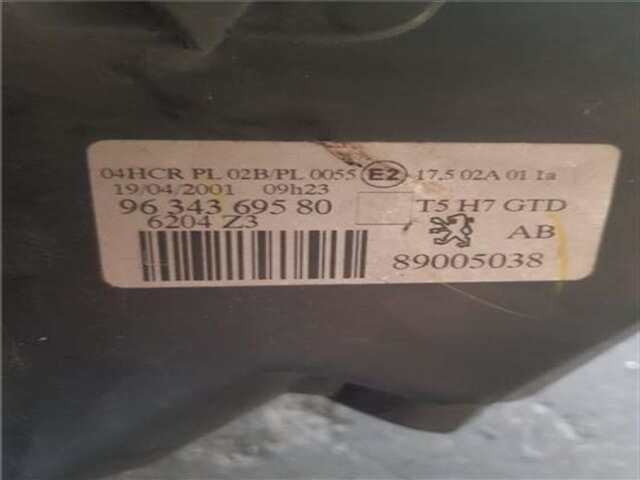 04HCR PL 02B/PL 0055 E2 17.5 02A 01 1a
19/04/2001 09h23
96 343 695 80 T5 H7 GTD
6204 Z3 AB
89005038